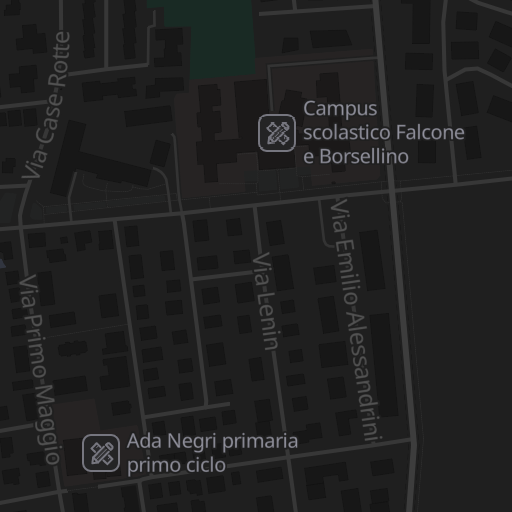 Via Case Rotte
Campus
scolastico Falcone
e Borsellino
Via Emilio Alessandrini
Via Lenin
Via Primo Maggio
Ada Negri primaria
primo ciclo